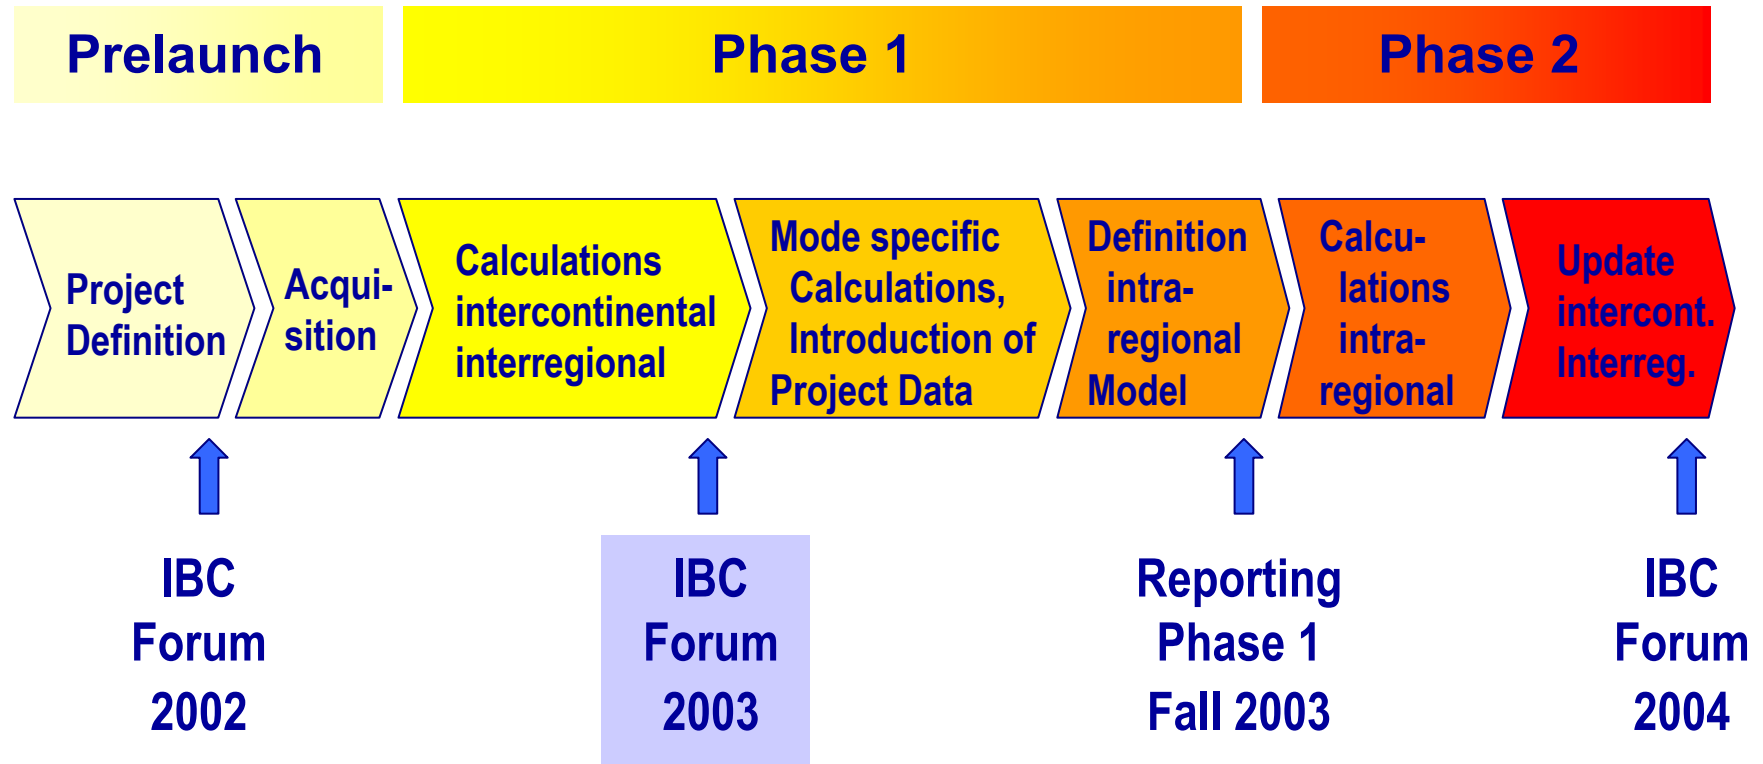 Prelaunch
Phase 1
Phase 2
Project
Definition
Acqui-
sition
Calculations
intercontinental
interregional
Mode specific
Calculations,
Introduction of
Project Data
Definition
intra-
regional
Model
Calcu-
lations
intra-
regional
Update
intercont.
Interreg.
IBC
Forum
2002
IBC
Forum
2003
Reporting
Phase 1
Fall 2003
IBC
Forum
2004